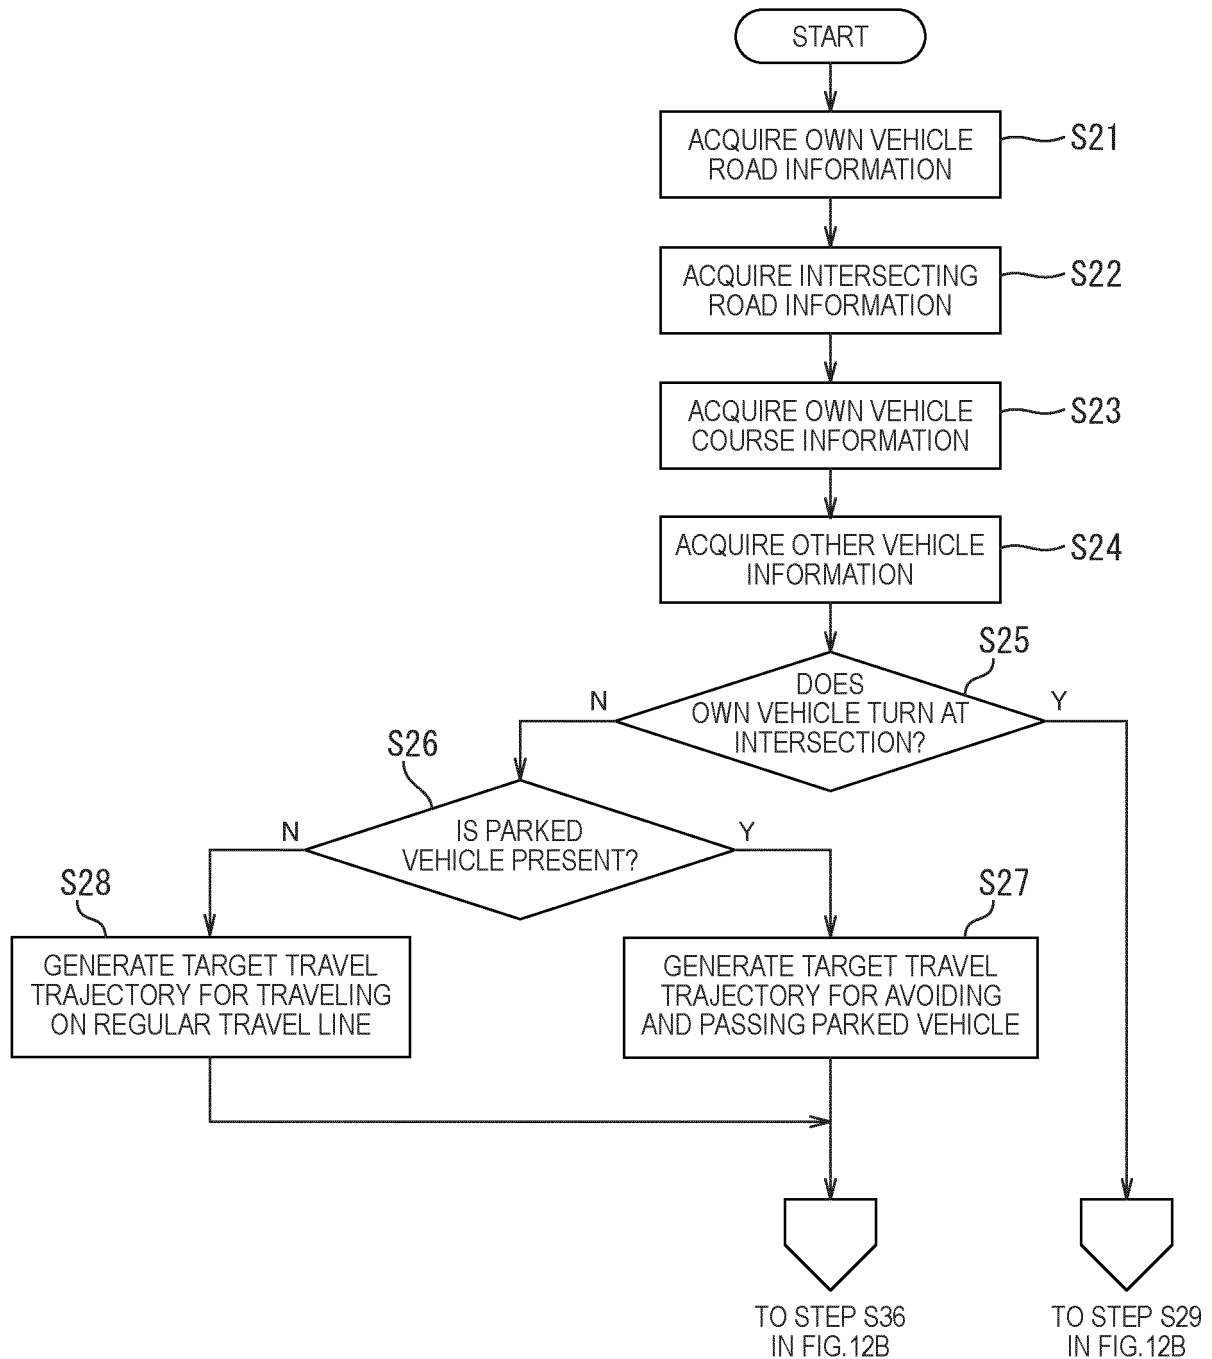 START
ACQUIRE OWN VEHICLE
ROAD INFORMATION
S21
ACQUIRE INTERSECTING
ROAD INFORMATION
S22
ACQUIRE OWN VEHICLE
COURSE INFORMATION
S23
ACQUIRE OTHER VEHICLE
INFORMATION
S24
S25
DOES
OWN VEHICLE TURN AT
INTERSECTION?
N
Y
S26
IS PARKED
VEHICLE PRESENT?
N
Y
S28
GENERATE TARGET TRAVEL
TRAJECTORY FOR TRAVELING
ON REGULAR TRAVEL LINE
S27
GENERATE TARGET TRAVEL
TRAJECTORY FOR AVOIDING
AND PASSING PARKED VEHICLE
TO STEP S36
IN FIG.12B
TO STEP S29
IN FIG.12B